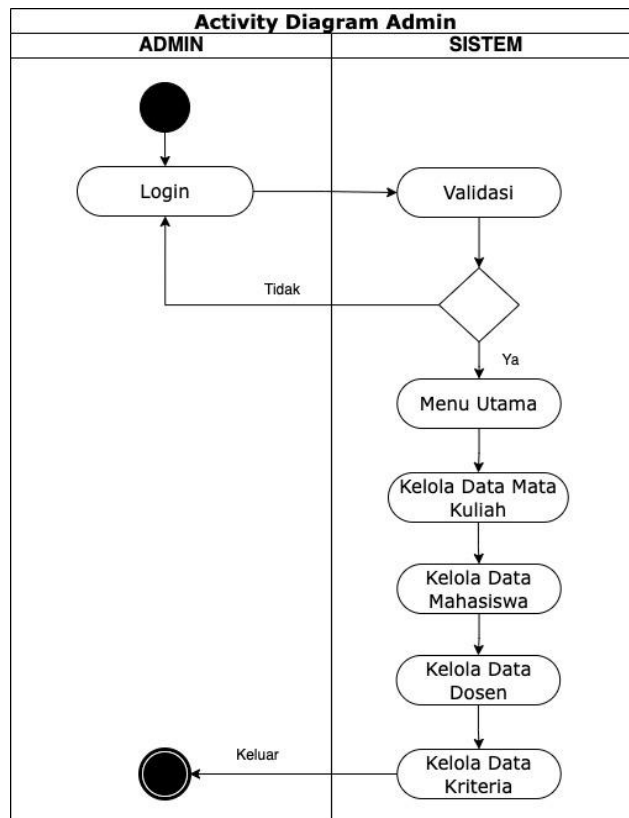 Activity Diagram Admin
ADMIN
SISTEM
Login
Validasi
Tidak
Ya
Menu Utama
Kelola Data Mata
Kuliah
Kelola Data
Mahasiswa
Kelola Data
Dosen
Keluar
Kelola Data
Kriteria